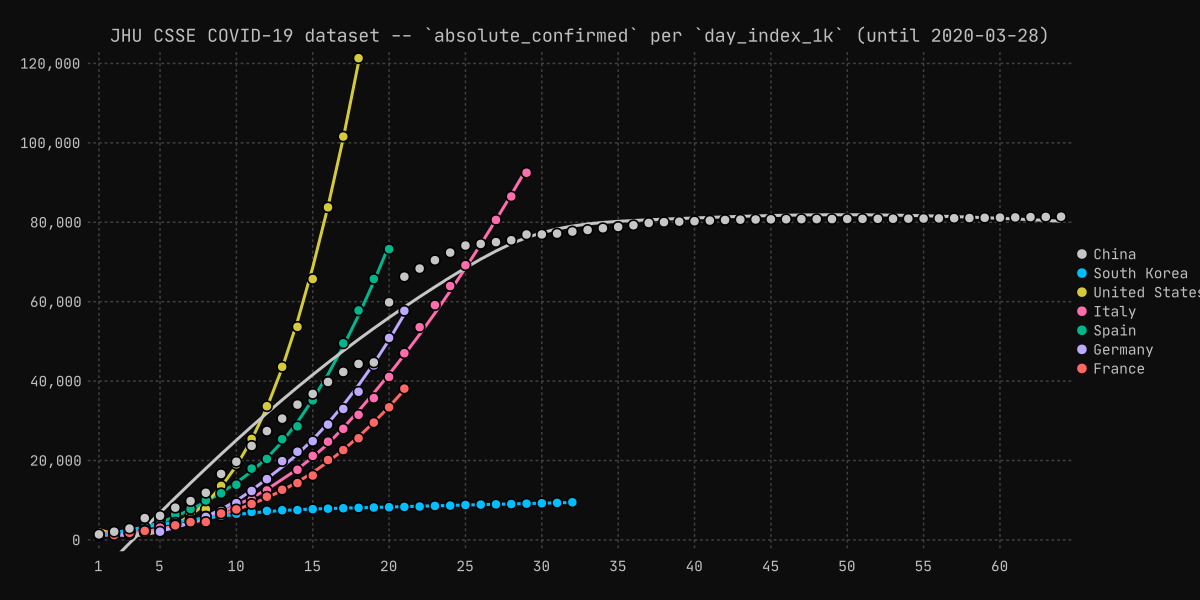 JHU CSSE COVID-19 dataset -- `absolute_confirmed` per `day_index_1k` (until 2020-03-28)
120,000
100,000
80,000
60,000
40,000
20,000
0
1 5 10 15 20 25 30 35 40 45 50 55 60
China
South Korea
United States
Italy
Spain
Germany
France